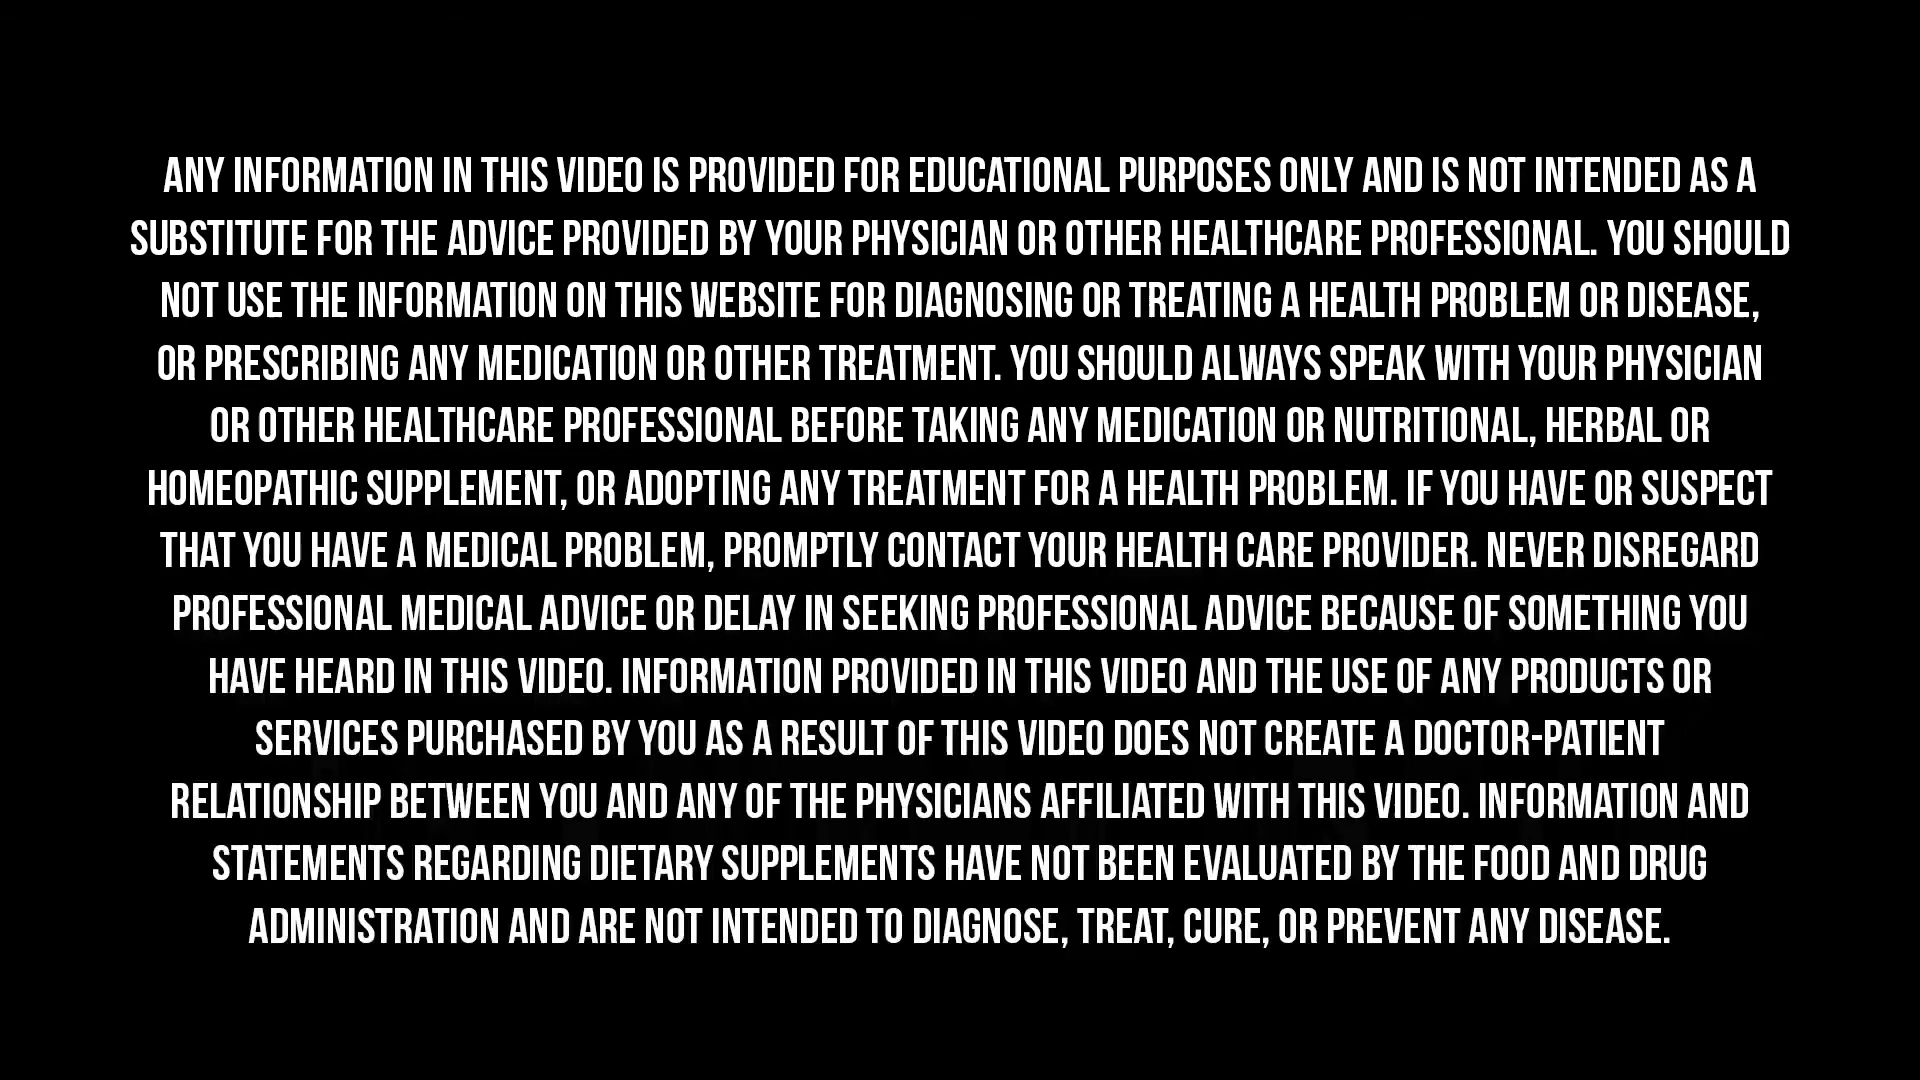 ANY INFORMATION IN THIS VIDEO IS PROVIDED FOR EDUCATIONAL PURPOSES ONLY AND IS NOT INTENDED AS A
SUBSTITUTE FOR THE ADVICE PROVIDED BY YOUR PHYSICIAN OR OTHER HEALTHCARE PROFESSIONAL. YOU SHOULD
NOT USE THE INFORMATION ON THIS WEBSITE FOR DIAGNOSING OR TREATING A HEALTH PROBLEM OR DISEASE,
OR PRESCRIBING ANY MEDICATION OR OTHER TREATMENT. YOU SHOULD ALWAYS SPEAK WITH YOUR PHYSICIAN
OR OTHER HEALTHCARE PROFESSIONAL BEFORE TAKING ANY MEDICATION OR NUTRITIONAL, HERBAL OR
HOMEOPATHIC SUPPLEMENT, OR ADOPTING ANY TREATMENT FOR A HEALTH PROBLEM. IF YOU HAVE OR SUSPECT
THAT YOU HAVE A MEDICAL PROBLEM, PROMPTLY CONTACT YOUR HEALTH CARE PROVIDER. NEVER DISREGARD
PROFESSIONAL MEDICAL ADVICE OR DELAY IN SEEKING PROFESSIONAL ADVICE BECAUSE OF SOMETHING YOU
HAVE HEARD IN THIS VIDEO. INFORMATION PROVIDED IN THIS VIDEO AND THE USE OF ANY PRODUCTS OR
SERVICES PURCHASED BY YOU AS A RESULT OF THIS VIDEO DOES NOT CREATE A DOCTOR-PATIENT
RELATIONSHIP BETWEEN YOU AND ANY OF THE PHYSICIANS AFFILIATED WITH THIS VIDEO. INFORMATION AND
STATEMENTS REGARDING DIETARY SUPPLEMENTS HAVE NOT BEEN EVALUATED BY THE FOOD AND DRUG
ADMINISTRATION AND ARE NOT INTENDED TO DIAGNOSE, TREAT, CURE, OR PREVENT ANY DISEASE.